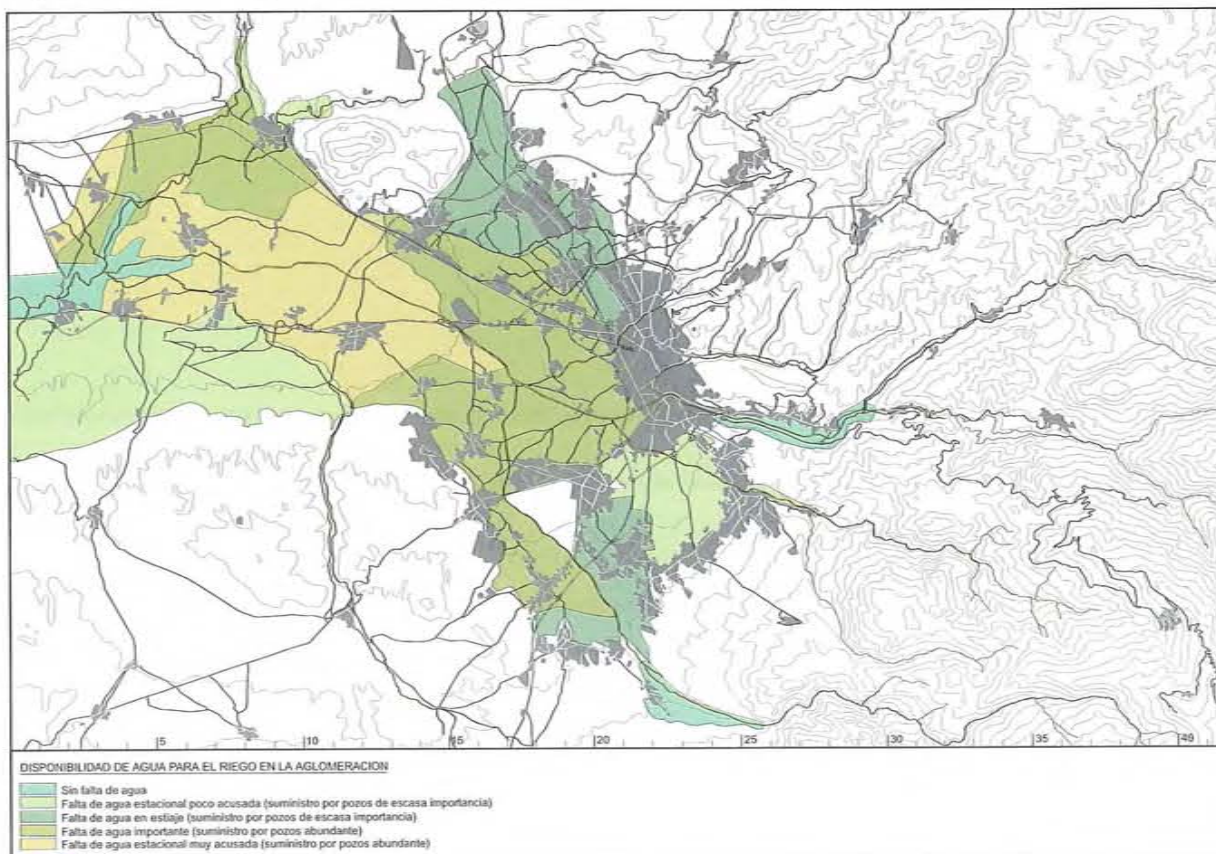 5 10 15 20 25 30 35 49
DISPONIBILIDAD DE AGUA PARA EL RIEGO EN LA AGLOMERACION
Sin falta de agua
Falta de agua estacional poco acusada (suministro por pozos de escasa importancia)
Falta de agua en estiaje (suministro por pozos de escasa importancia)
Falta de agua importante (suministro por pozos abundante)
Falta de agua estacional muy acusada (suministro por pozos abundante)